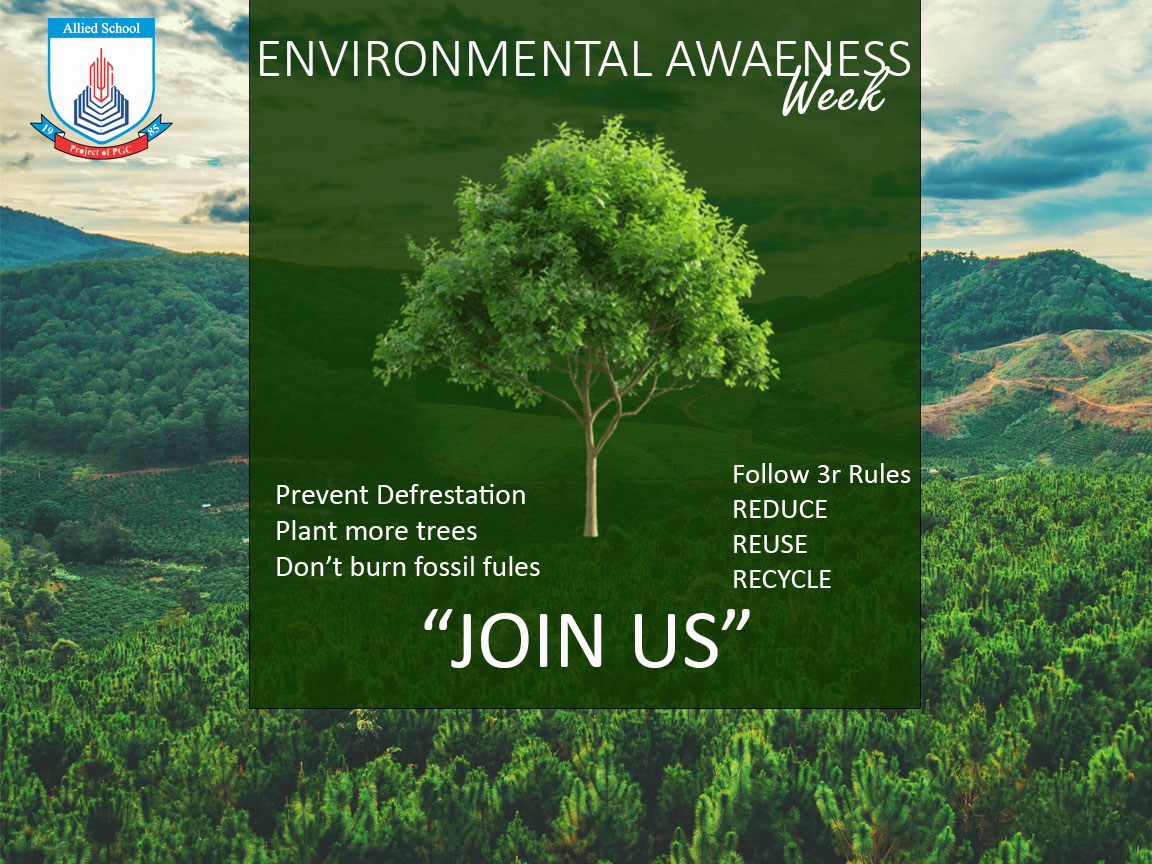 Allied School
19 85
Project of PGC
ENVIRONMENTAL AWAENESS
Week
Prevent Defrestation
Plant more trees
Don’t burn fossil fules
Follow 3r Rules
REDUCE
REUSE
RECYCLE
“JOIN US”